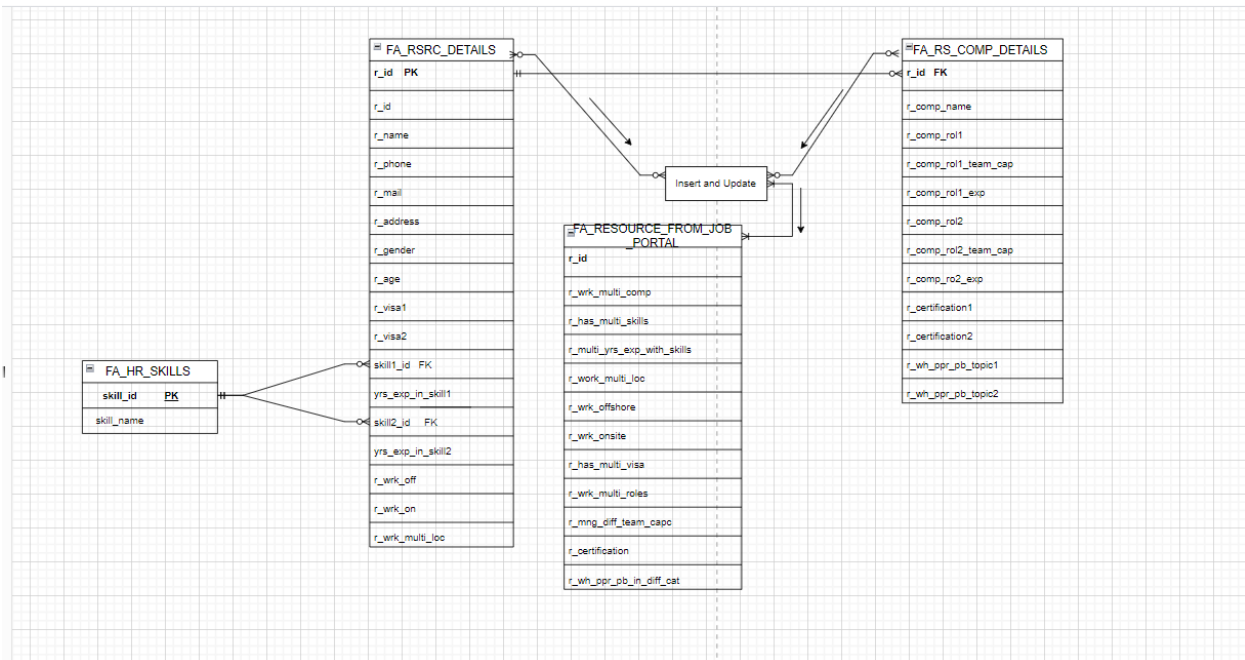 FA_RSRC_DETAILS
r_id PK
r_id
r_name
r_phone
r_mail
r_address
r_gender
r_age
r_visa1
r_visa2
skill1_id FK
yrs_exp_in_skill1
skill2_id FK
yrs_exp_in_skill2
r_wrk_off
r_wrk_on
r_wrk_multi_loc
FA_HR_SKILLS
skill_id PK
skill_name
Insert and Update
FA_RESOURCE_FROM_JOB
_PORTAL
r_id
r_wrk_multi_comp
r_has_multi_skills
r_multi_yrs_exp_with_skills
r_work_multi_loc
r_wrk_offshore
r_wrk_onsite
r_has_multi_visa
r_wrk_multi_roles
r_mng_diff_team_capc
r_certification
r_wh_ppr_pb_in_diff_cat
FA_RS_COMP_DETAILS
r_id FK
r_comp_name
r_comp_rol1
r_comp_rol1_team_cap
r_comp_rol1_exp
r_comp_rol2
r_comp_rol2_team_cap
r_comp_ro2_exp
r_certification1
r_certification2
r_wh_ppr_pb_topic1
r_wh_ppr_pb_topic2